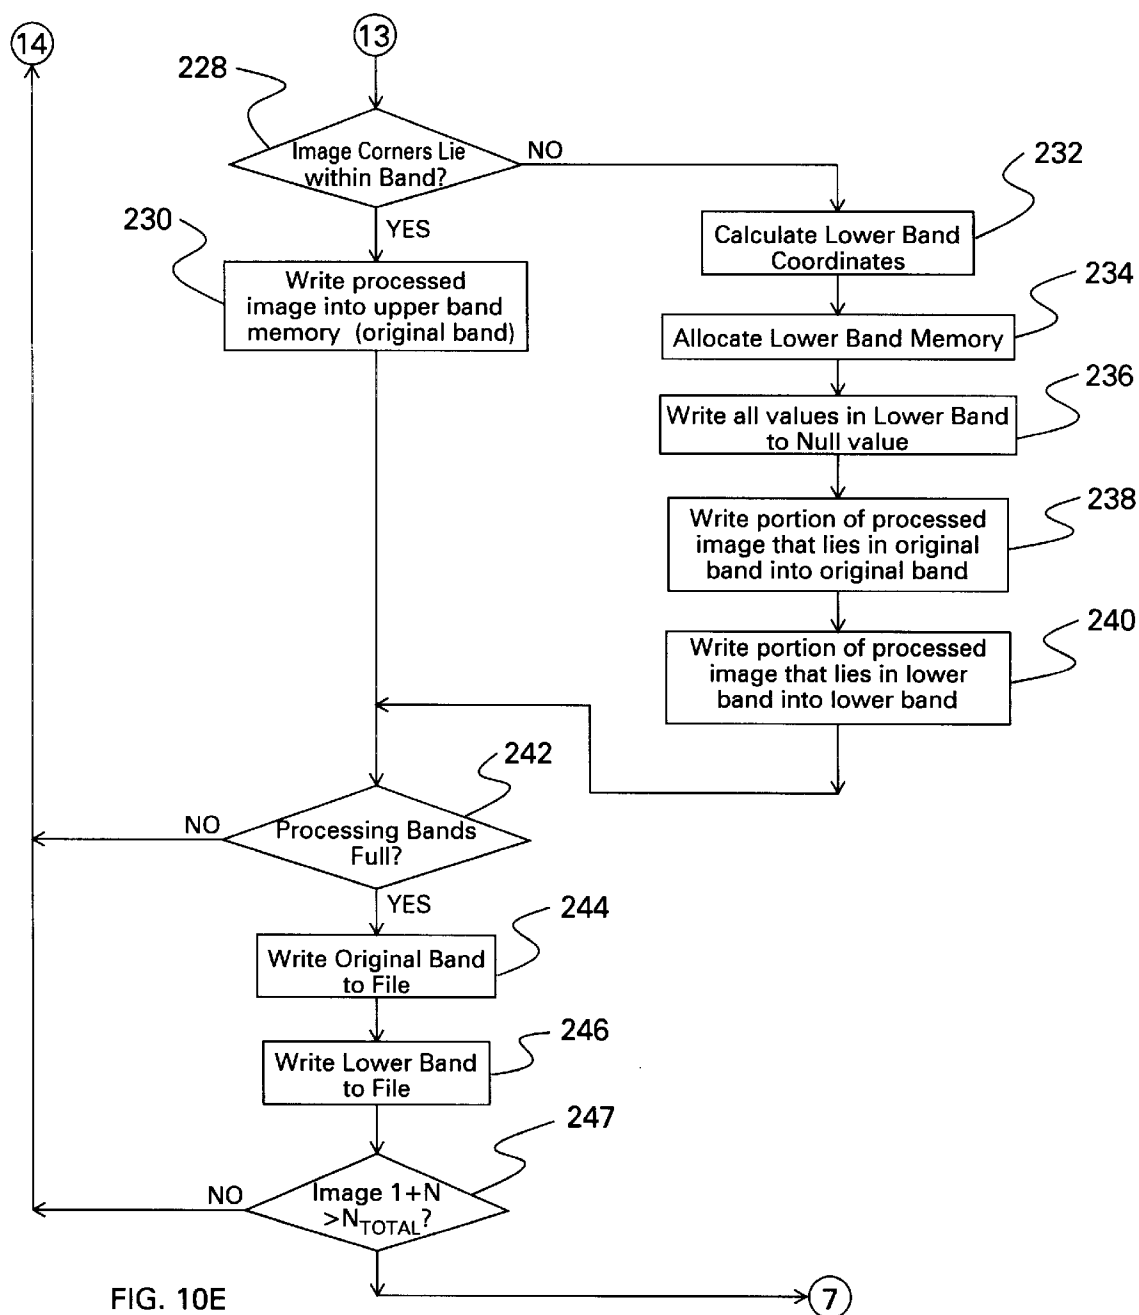 14
13
228
Image Corners Lie
within Band?
NO
YES
230
Write processed
image into upper band
memory (original band)
232
Calculate Lower Band
Coordinates
234
Allocate Lower Band Memory
236
Write all values in Lower Band
to Null value
238
Write portion of processed
image that lies in original
band into original band
240
Write portion of processed
image that lies in lower
band into lower band
242
Processing Bands
Full?
NO
YES
244
Write Original Band
to File
246
Write Lower Band
to File
247
Image 1+N
>N_TOTAL?
NO
7
FIG. 10E